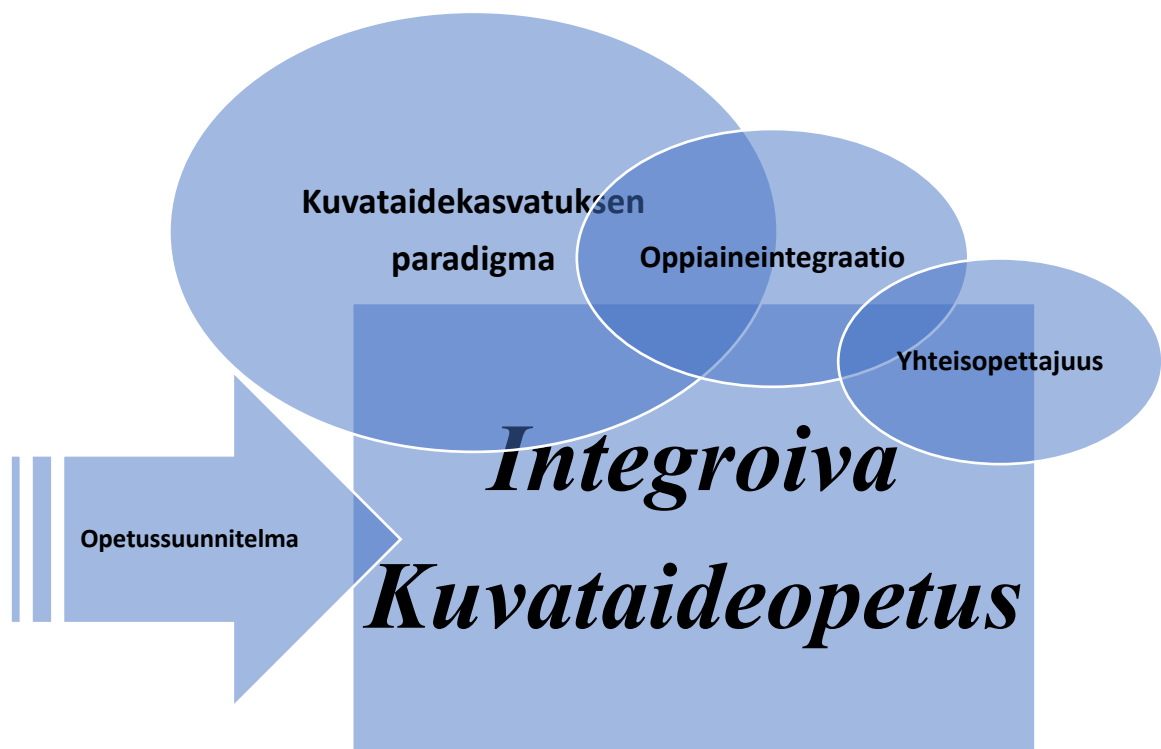 Kuvataidekasvatuksen
paradigma
Oppiaineintegraatio
Yhteisopettajuus
Integroiva
Opetussuunnitelma
Kuvataideopetus